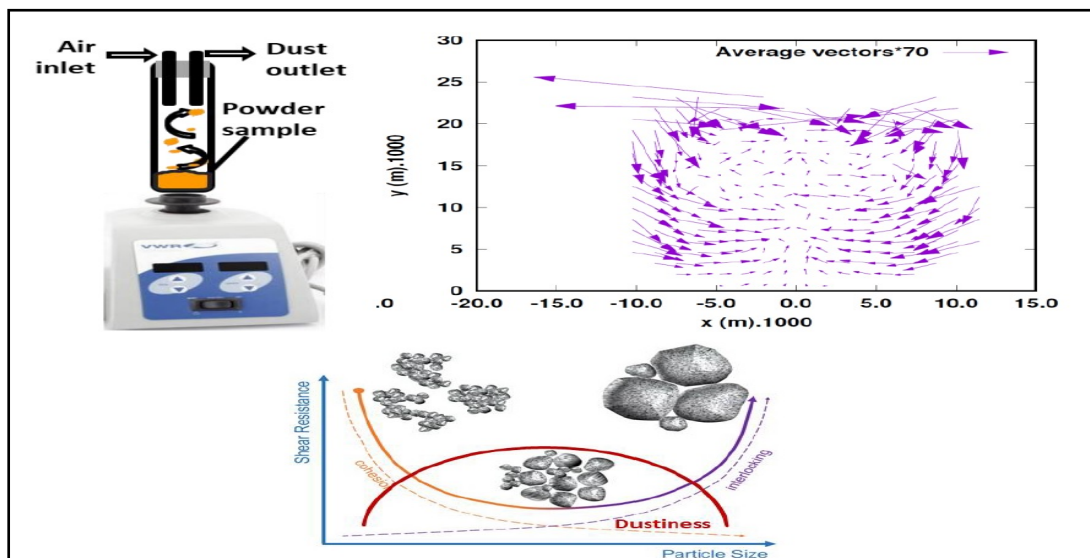 Air inlet
Dust outlet
Powder sample
VWR
30
25
20
15
10
5
0
y (m).1000
Average vectors*70
.0
-20.0 -15.0 -10.0 -5.0 0.0 5.0 10.0 15.0
x (m).1000
Shear Resistance
cohesion
interlocking
Dustiness
Particle Size